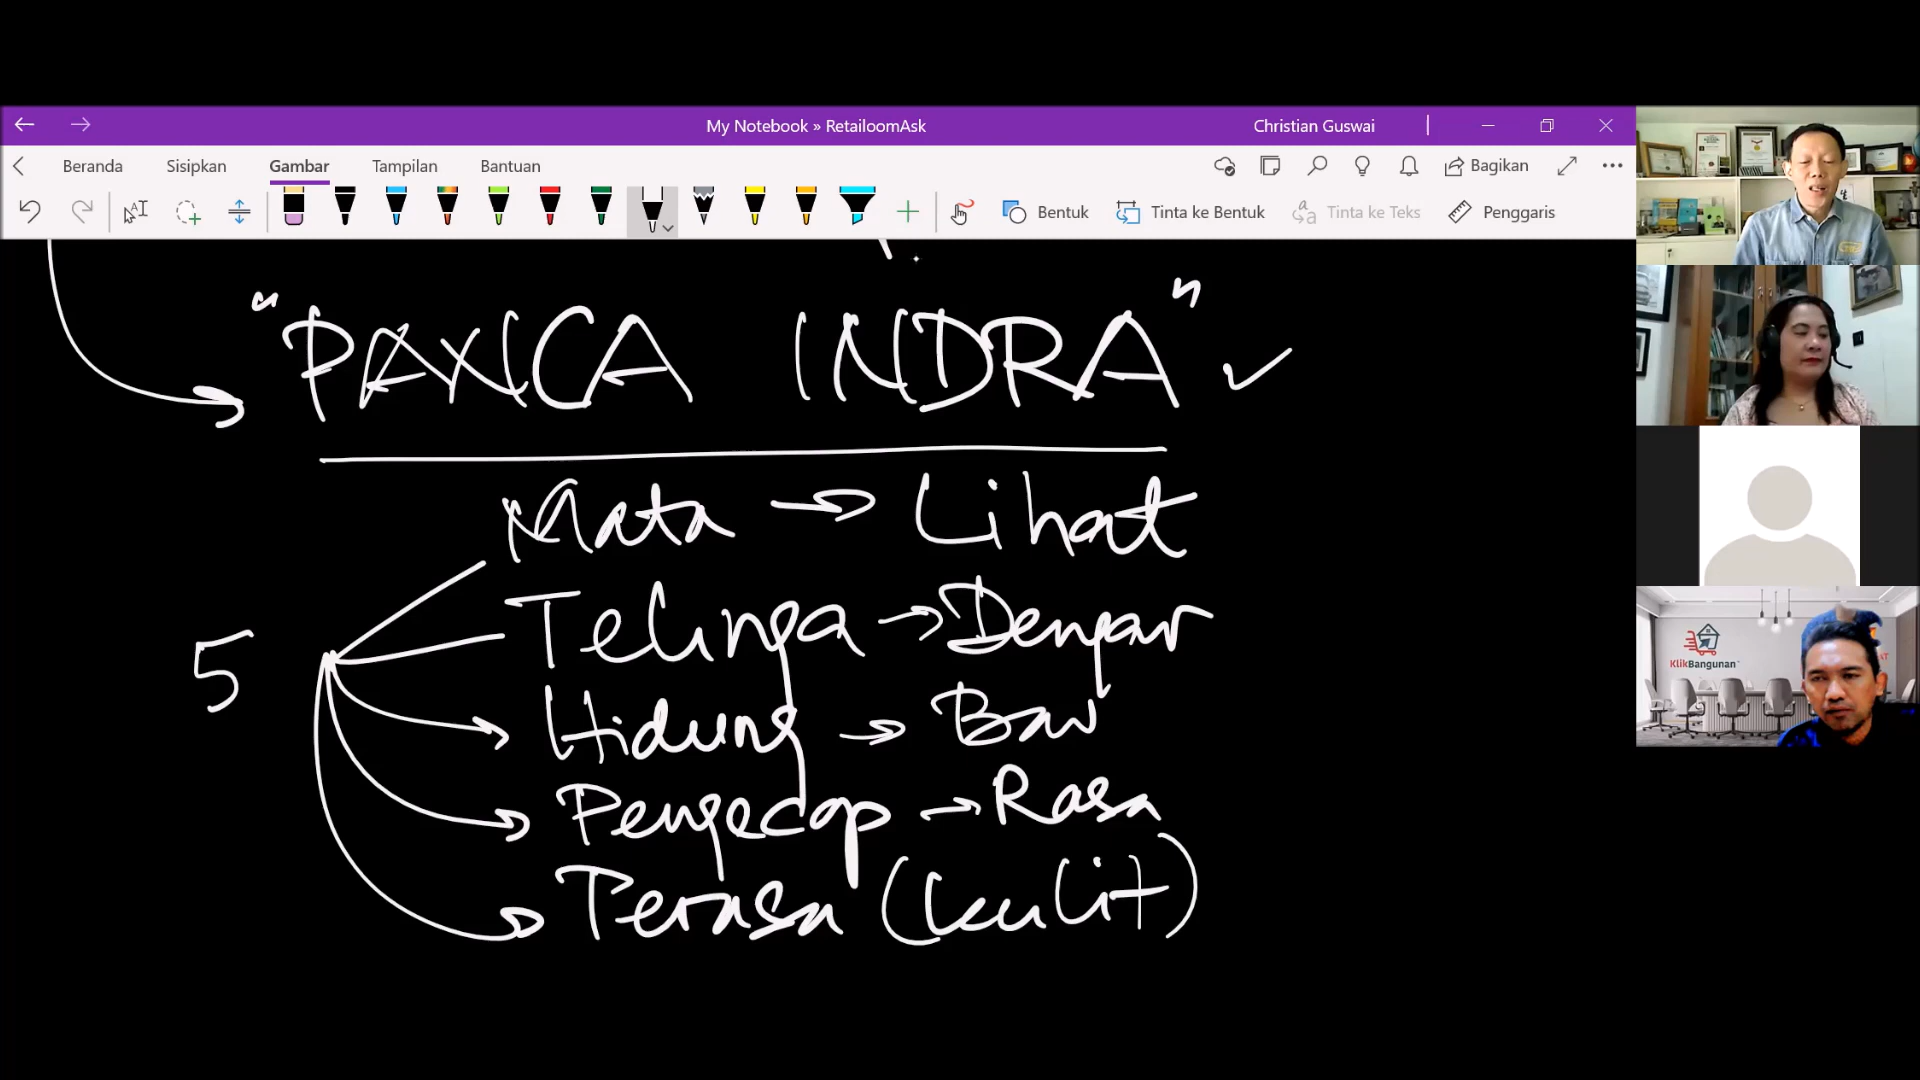 My Notebook » RetailoomAsk
Christian Guswai
Beranda Sisipkan Gambar Tampilan Bantuan
Bagikan
Bentuk Tinta ke Bentuk Tinta ke Teks Penggaris
"PANCA INDRA"
Mata → Lihat
Telinga → Dengar
5
Hidung → Bau
Pengecap → Rasa
Perasa (kulit)
KlikBangunan